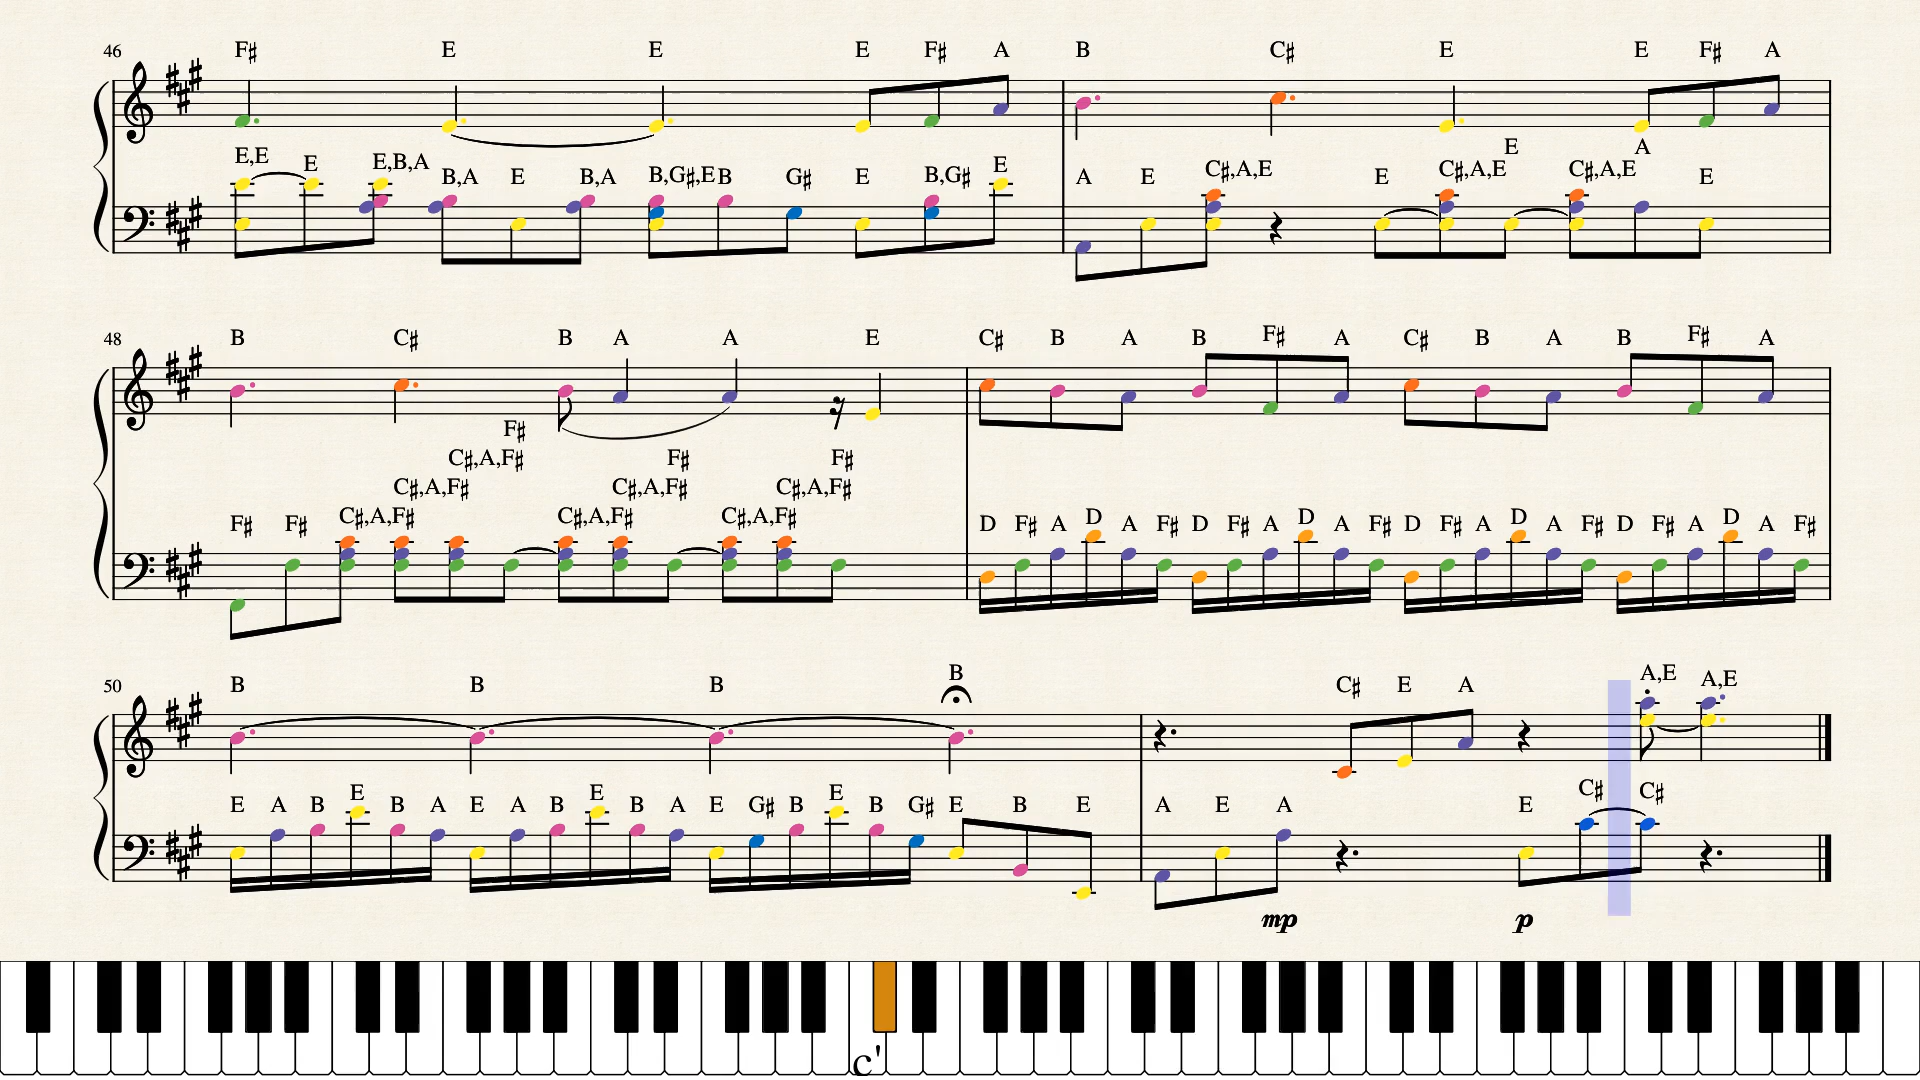 46 F♯ E E E F♯ A B C♯ E E F♯ A
E,E E E,B,A B,A E B,A B,G♯,E B G♯ E B,G♯ E A E C♯,A,E E C♯,A,E E C♯,A,E A E
48 B C♯ B A A E C♯ B A B F♯ A C♯ B A B F♯ A
F♯
C♯,A,F♯ F♯ F♯
C♯,A,F♯ C♯,A,F♯ C♯,A,F♯
F♯ F♯ C♯,A,F♯ C♯,A,F♯ C♯,A,F♯ D F♯ A D A F♯ D F♯ A D A F♯ D F♯ A D A F♯ D F♯ A D A F♯
50 B B B B C♯ E A A,E A,E
E A B E B A E A B E B A E G♯ B E B G♯ E B E A E A E C♯ C♯
mp p
c'